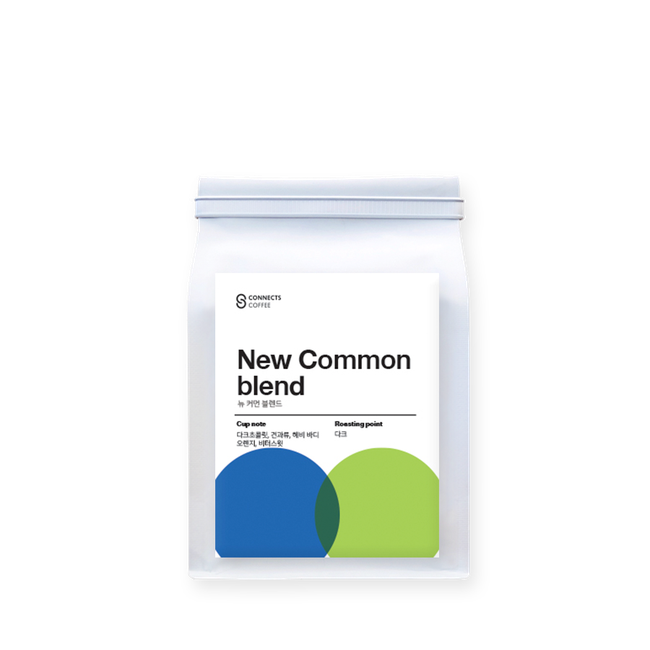 CONNECTS
COFFEE
New Common
blend
뉴 커먼 블렌드
Cup note
다크초콜릿, 견과류, 헤비 바디
오렌지, 비터스윗
Roasting point
다크